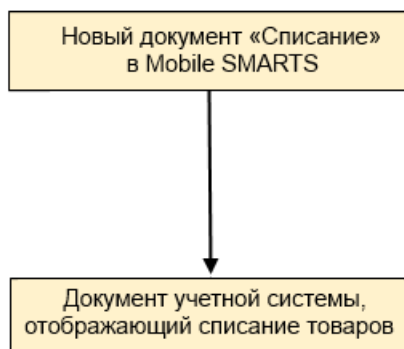 Новый документ «Списание»
в Mobile SMARTS
Документ учетной системы,
отображающий списание товаров